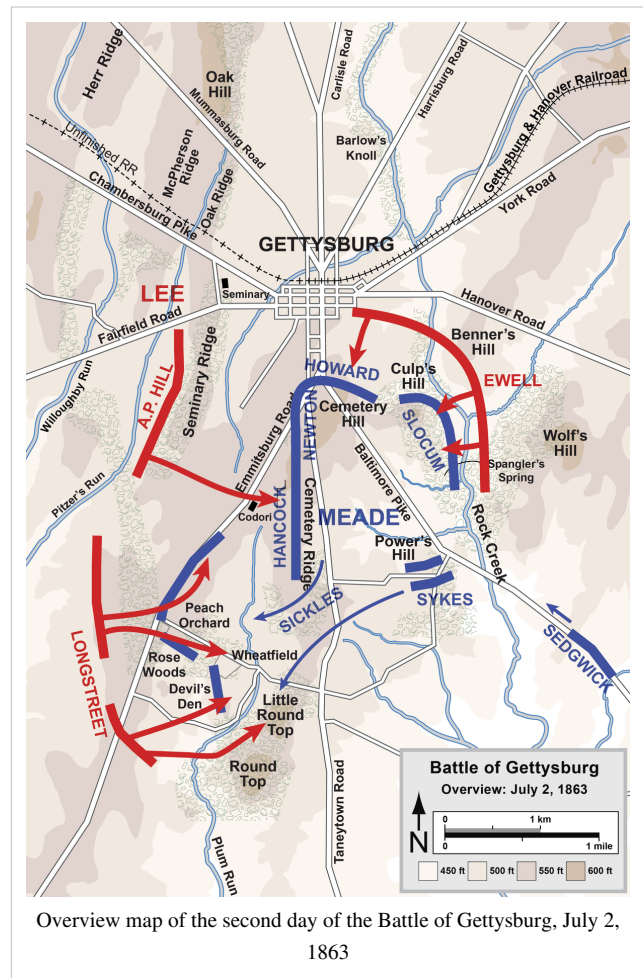 Herr Ridge
Oak
Hill
Mummasburg Road
Carlisle Road
Harrisburg Road
Gettysburg & Hanover Railroad
Unfinished RR
McPherson
Ridge
Oak Ridge
Barlow's
Knoll
Chambersburg Pike
York Road
GETTYSBURG
LEE
Seminary
Hanover Road
Fairfield Road
Benner's
Hill
Willoughby Run
A.P. HILL
Seminary Ridge
HOWARD
Culp's
Hill
EWELL
NEWTON
Cemetery
Hill
SLOCUM
Wolf's
Hill
Emmitsburg Road
Spangler's
Spring
Pitzer's Run
Codori
HANCOCK
Cemetery Ridge
Baltimore Pike
MEADE
Rock Creek
Power's
Hill
SICKLES
SYKES
Peach
Orchard
SEDGWICK
LONGSTREET
Rose
Woods
Wheatfield
Devil's
Den
Little
Round
Top
Round
Top
Taneytown Road
Plum Run
Battle of Gettysburg
Overview: July 2, 1863
N
0 1 km
0 1 mile
450 ft 500 ft 550 ft 600 ft
Overview map of the second day of the Battle of Gettysburg, July 2,
1863